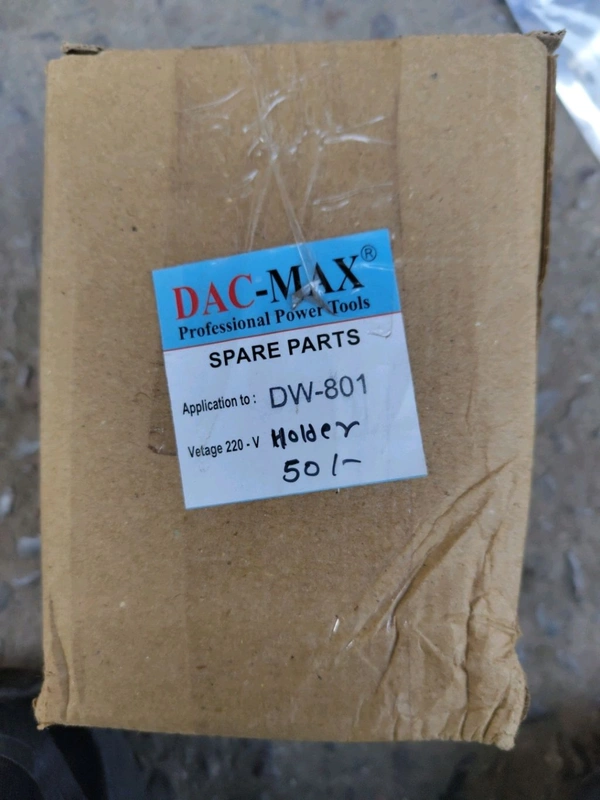 DAC-MAX®
Professional Power Tools
SPARE PARTS
Application to : DW-801
Vetage 220 - V Holder
50/-